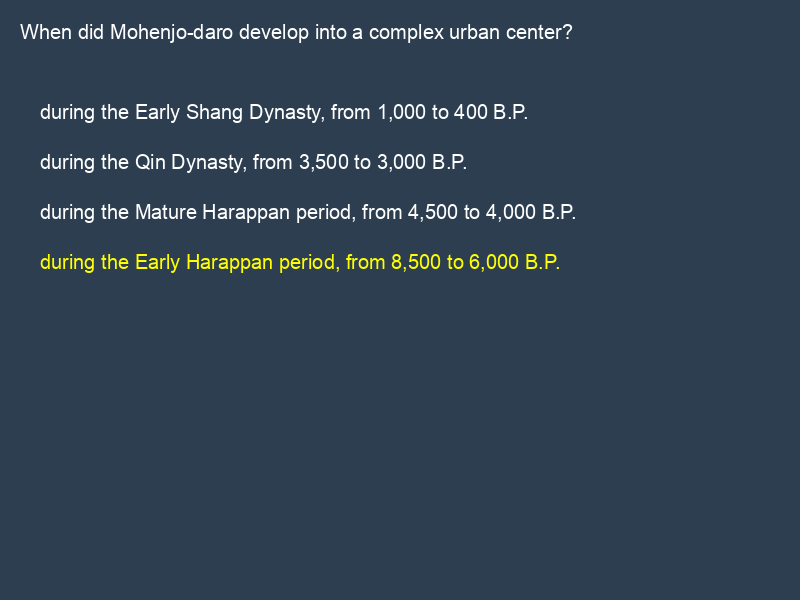 When did Mohenjo-daro develop into a complex urban center?
during the Early Shang Dynasty, from 1,000 to 400 B.P.
during the Qin Dynasty, from 3,500 to 3,000 B.P.
during the Mature Harappan period, from 4,500 to 4,000 B.P.
during the Early Harappan period, from 8,500 to 6,000 B.P.